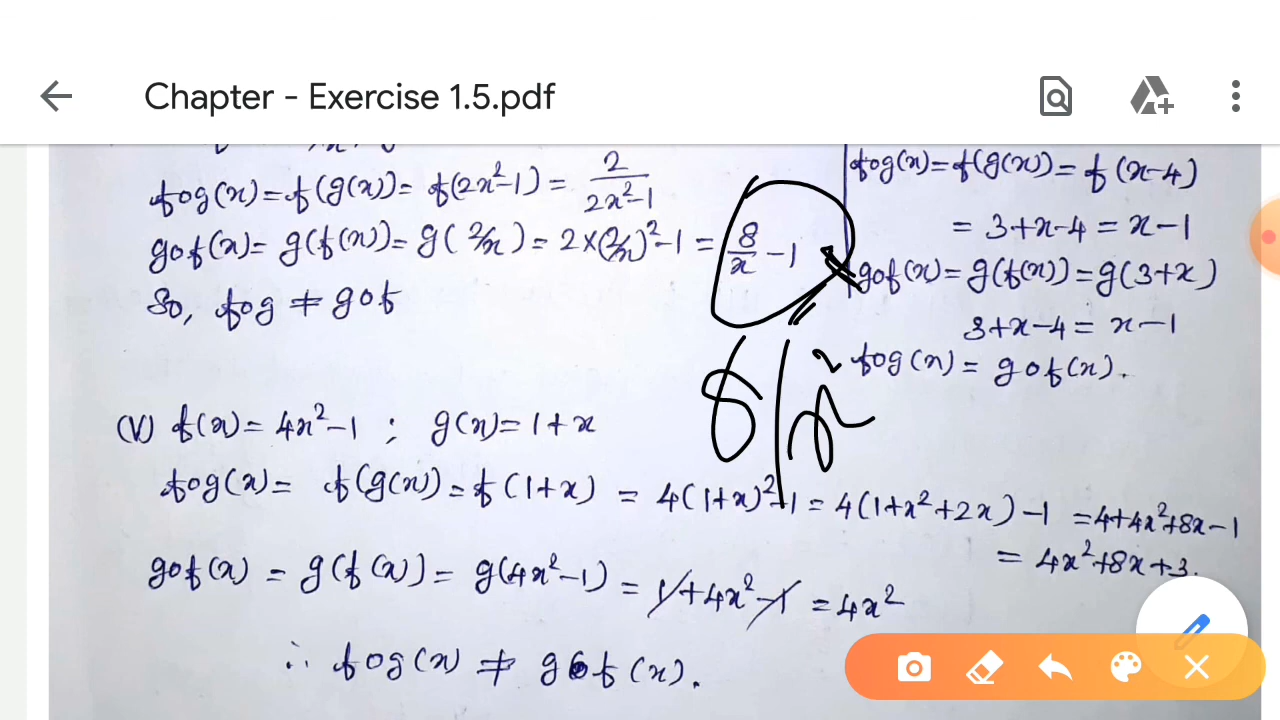 Chapter - Exercise 1.5.pdf
fog(x)=f(g(x))= f(2x²-1) = 2/(2x²-1)
gof(x)= g(f(x))= g(2/x) = 2×(2/x)²-1 = 8/x -1
So, fog ≠ gof
fog(x)=f(g(x))= f(x-4)
= 3+x-4 = x-1
gof(x)= g(f(x))=g(3+x)
3+x-4 = x-1
fog(x) = gof(x).
8/x²
(V) f(x)= 4x²-1 ; g(x)= 1+x
fog(x)= f(g(x))= f(1+x) = 4(1+x)²-1 = 4(1+x²+2x)-1 =4+4x²+8x-1
= 4x²+8x+3.
gof(x) = g(f(x))= g(4x²-1) = 1+4x²-1 = 4x²
∴ fog(x) ≠ gof(x).